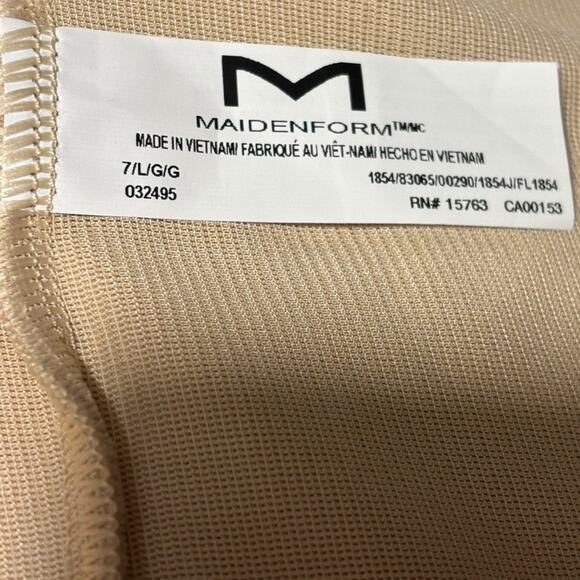 M
MAIDENFORM™/MC
MADE IN VIETNAM/ FABRIQUÉ AU VIÊT-NAM/ HECHO EN VIETNAM
7/L/G/G 1854/83065/00290/1854J/FL1854
032495 RN# 15763 CA00153